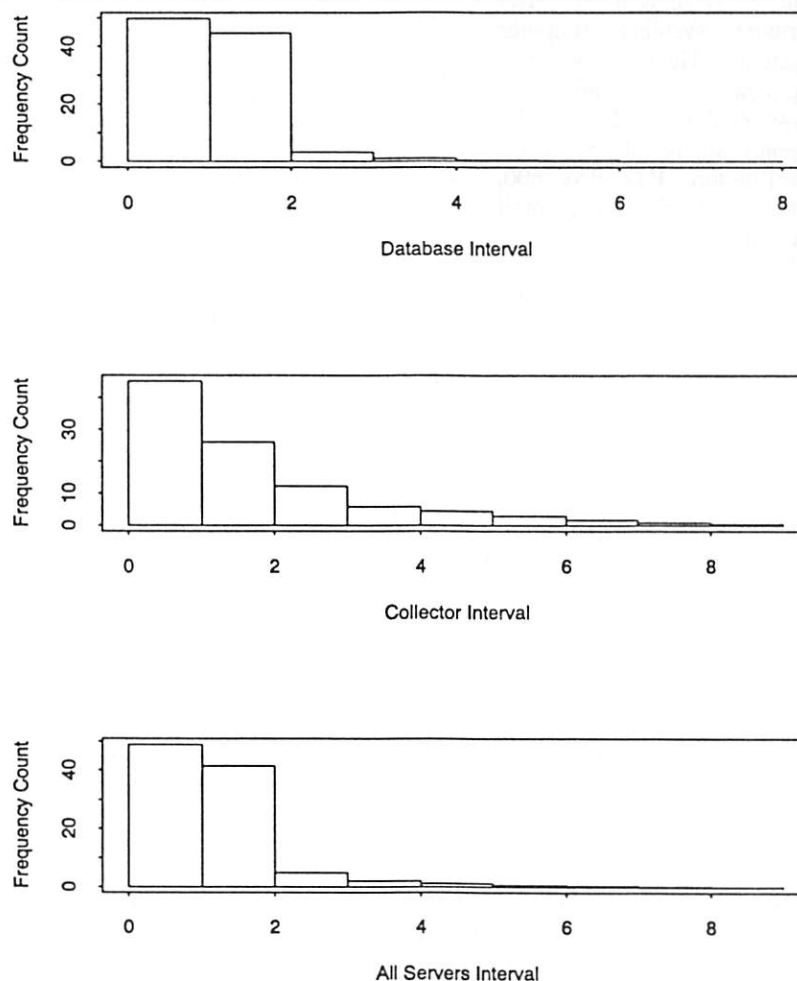 Frequency Count
40
20
0
0 2 4 6 8
Database Interval
Frequency Count
30
10
0
0 2 4 6 8
Collector Interval
Frequency Count
40
20
0
0 2 4 6 8
All Servers Interval